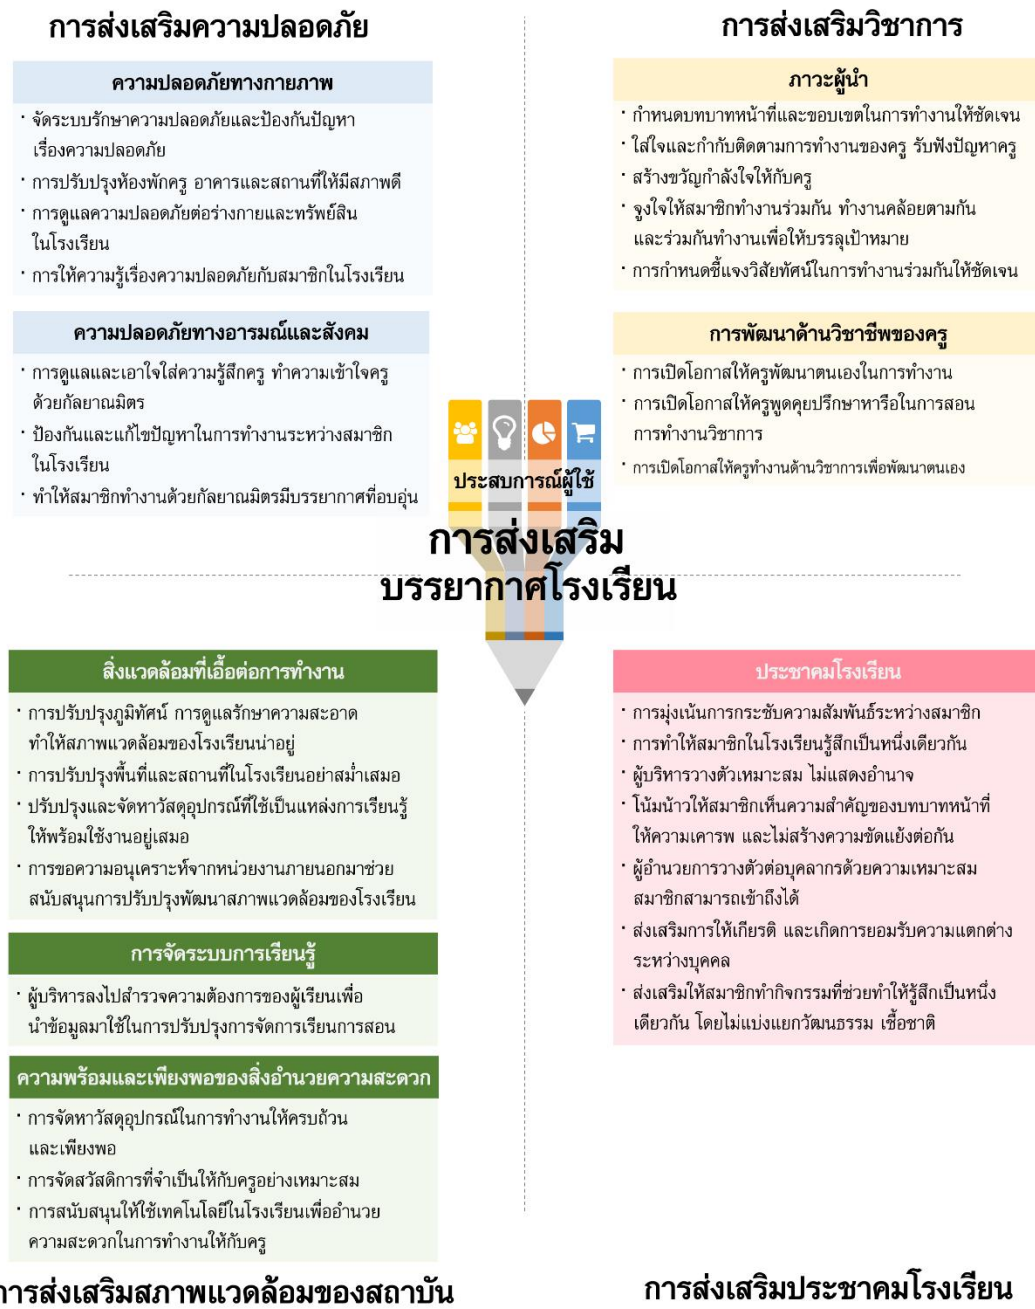 การส่งเสริมความปลอดภัย
ความปลอดภัยทางกายภาพ
· จัดระบบรักษาความปลอดภัยและป้องกันปัญหา
เรื่องความปลอดภัย
· การปรับปรุงห้องพักครู อาคารและสถานที่ให้มีสภาพดี
· การดูแลความปลอดภัยต่อร่างกายและทรัพย์สิน
ในโรงเรียน
· การให้ความรู้เรื่องความปลอดภัยกับสมาชิกในโรงเรียน
ความปลอดภัยทางอารมณ์และสังคม
· การดูแลและเอาใจใส่ความรู้สึกครู ทำความเข้าใจครู
ด้วยกัลยาณมิตร
· ป้องกันและแก้ไขปัญหาในการทำงานระหว่างสมาชิก
ในโรงเรียน
· ทำให้สมาชิกทำงานด้วยกัลยาณมิตรมีบรรยากาศที่อบอุ่น
การส่งเสริมวิชาการ
ภาวะผู้นำ
· กำหนดบทบาทหน้าที่และขอบเขตในการทำงานให้ชัดเจน
· ใส่ใจและกำกับติดตามการทำงานของครู รับฟังปัญหาครู
· สร้างขวัญกำลังใจให้กับครู
· จูงใจให้สมาชิกทำงานร่วมกัน ทำงานคล้อยตามกัน
และร่วมกันทำงานเพื่อให้บรรลุเป้าหมาย
· การกำหนดชี้แจงวิสัยทัศน์ในการทำงานร่วมกันให้ชัดเจน
การพัฒนาด้านวิชาชีพของครู
· การเปิดโอกาสให้ครูพัฒนาตนเองในการทำงาน
· การเปิดโอกาสให้ครูพูดคุยปรึกษาหารือในการสอน
การทำงานวิชาการ
· การเปิดโอกาสให้ครูทำงานด้านวิชาการเพื่อพัฒนาตนเอง
ประสบการณ์ผู้ใช้
การส่งเสริม
บรรยากาศโรงเรียน
สิ่งแวดล้อมที่เอื้อต่อการทำงาน
· การปรับปรุงภูมิทัศน์ การดูแลรักษาความสะอาด
ทำให้สภาพแวดล้อมของโรงเรียนน่าอยู่
· การปรับปรุงพื้นที่และสถานที่ในโรงเรียนอย่าสม่ำเสมอ
· ปรับปรุงและจัดหาวัสดุอุปกรณ์ที่ใช้เป็นแหล่งการเรียนรู้
ให้พร้อมใช้งานอยู่เสมอ
· การขอความอนุเคราะห์จากหน่วยงานภายนอกมาช่วย
สนับสนุนการปรับปรุงพัฒนาสภาพแวดล้อมของโรงเรียน
การจัดระบบการเรียนรู้
· ผู้บริหารลงไปสำรวจความต้องการของผู้เรียนเพื่อ
นำข้อมูลมาใช้ในการปรับปรุงการจัดการเรียนการสอน
ความพร้อมและเพียงพอของสิ่งอำนวยความสะดวก
· การจัดหาวัสดุอุปกรณ์ในการทำงานให้ครบถ้วน
และเพียงพอ
· การจัดสวัสดิการที่จำเป็นให้กับครูอย่างเหมาะสม
· การสนับสนุนให้ใช้เทคโนโลยีในโรงเรียนเพื่ออำนวย
ความสะดวกในการทำงานให้กับครู
การส่งเสริมสภาพแวดล้อมของสถาบัน
ประชาคมโรงเรียน
· การมุ่งเน้นการกระชับความสัมพันธ์ระหว่างสมาชิก
· การทำให้สมาชิกในโรงเรียนรู้สึกเป็นหนึ่งเดียวกัน
· ผู้บริหารวางตัวเหมาะสม ไม่แสดงอำนาจ
· โน้มน้าวให้สมาชิกเห็นความสำคัญของบทบาทหน้าที่
ให้ความเคารพ และไม่สร้างความขัดแย้งต่อกัน
· ผู้อำนวยการวางตัวต่อบุคลากรด้วยความเหมาะสม
สมาชิกสามารถเข้าถึงได้
· ส่งเสริมการให้เกียรติ และเกิดการยอมรับความแตกต่าง
ระหว่างบุคคล
· ส่งเสริมให้สมาชิกทำกิจกรรมที่ช่วยทำให้รู้สึกเป็นหนึ่ง
เดียวกัน โดยไม่แบ่งแยกวัฒนธรรม เชื้อชาติ
การส่งเสริมประชาคมโรงเรียน